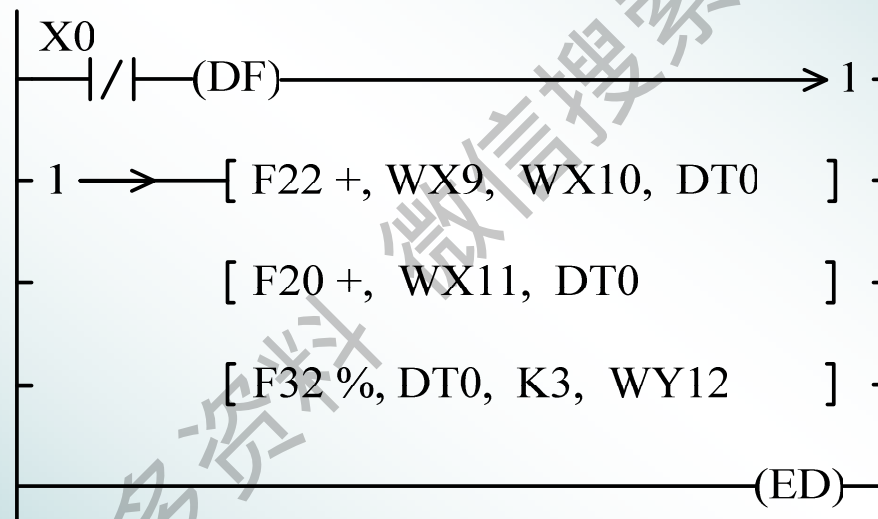 X0
(DF) 1
1 [ F22 +, WX9, WX10, DT0 ]
[ F20 +, WX11, DT0 ]
[ F32 %, DT0, K3, WY12 ]
(ED)
多资料 微信搜索